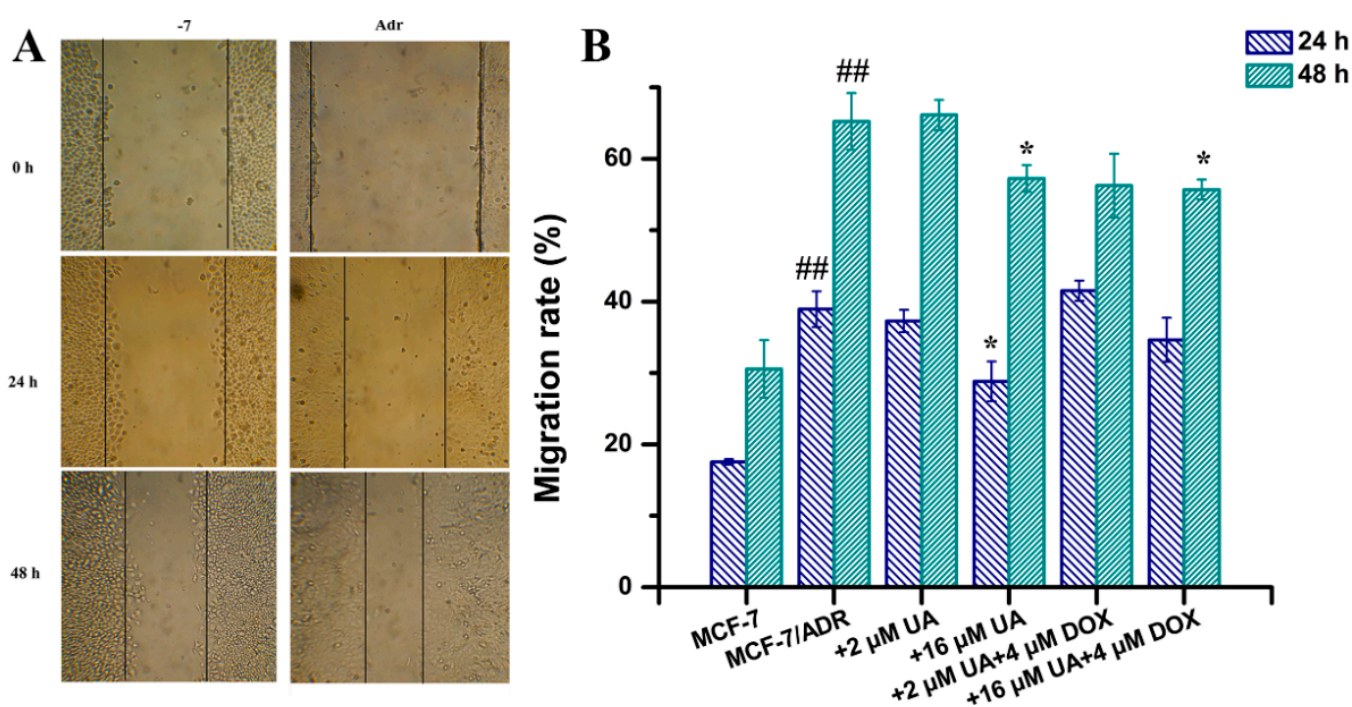 A
-7
Adr
0 h
24 h
48 h
B
24 h
48 h
Migration rate (%)
60
40
20
0
##
##
*
*
*
MCF-7
MCF-7/ADR
+2 µM UA
+16 µM UA
+2 µM UA+4 µM DOX
+16 µM UA+4 µM DOX